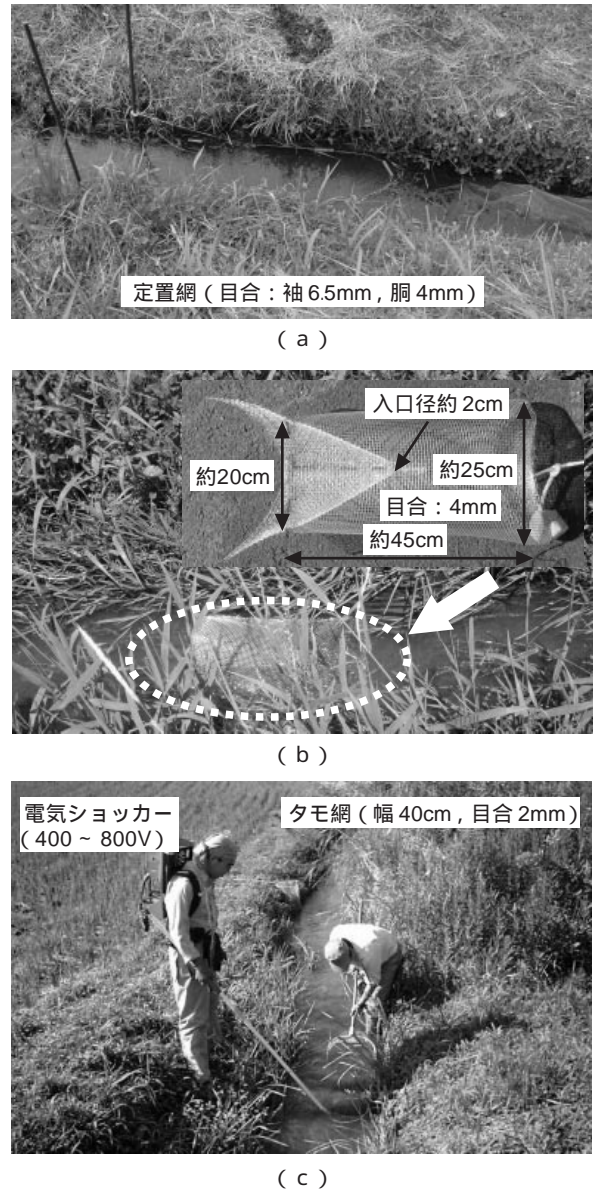 定置網（目合：袖 6.5mm，胴 4mm）
（a）
入口径約 2cm
約20cm
約25cm
目合：4mm
約45cm
（b）
電気ショッカー
（400 ~ 800V）
タモ網（幅 40cm，目合 2mm）
（c）